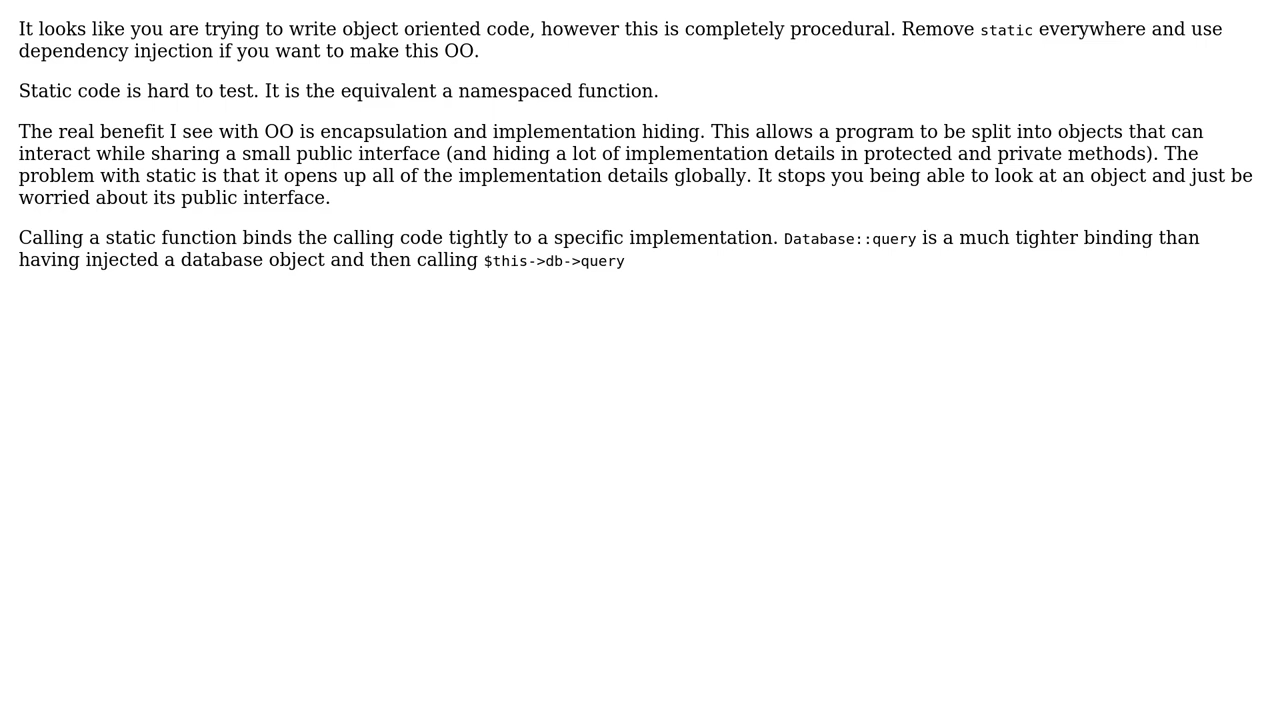 It looks like you are trying to write object oriented code, however this is completely procedural. Remove static everywhere and use
dependency injection if you want to make this OO.
Static code is hard to test. It is the equivalent a namespaced function.
The real benefit I see with OO is encapsulation and implementation hiding. This allows a program to be split into objects that can
interact while sharing a small public interface (and hiding a lot of implementation details in protected and private methods). The
problem with static is that it opens up all of the implementation details globally. It stops you being able to look at an object and just be
worried about its public interface.
Calling a static function binds the calling code tightly to a specific implementation. Database::query is a much tighter binding than
having injected a database object and then calling $this->db->query